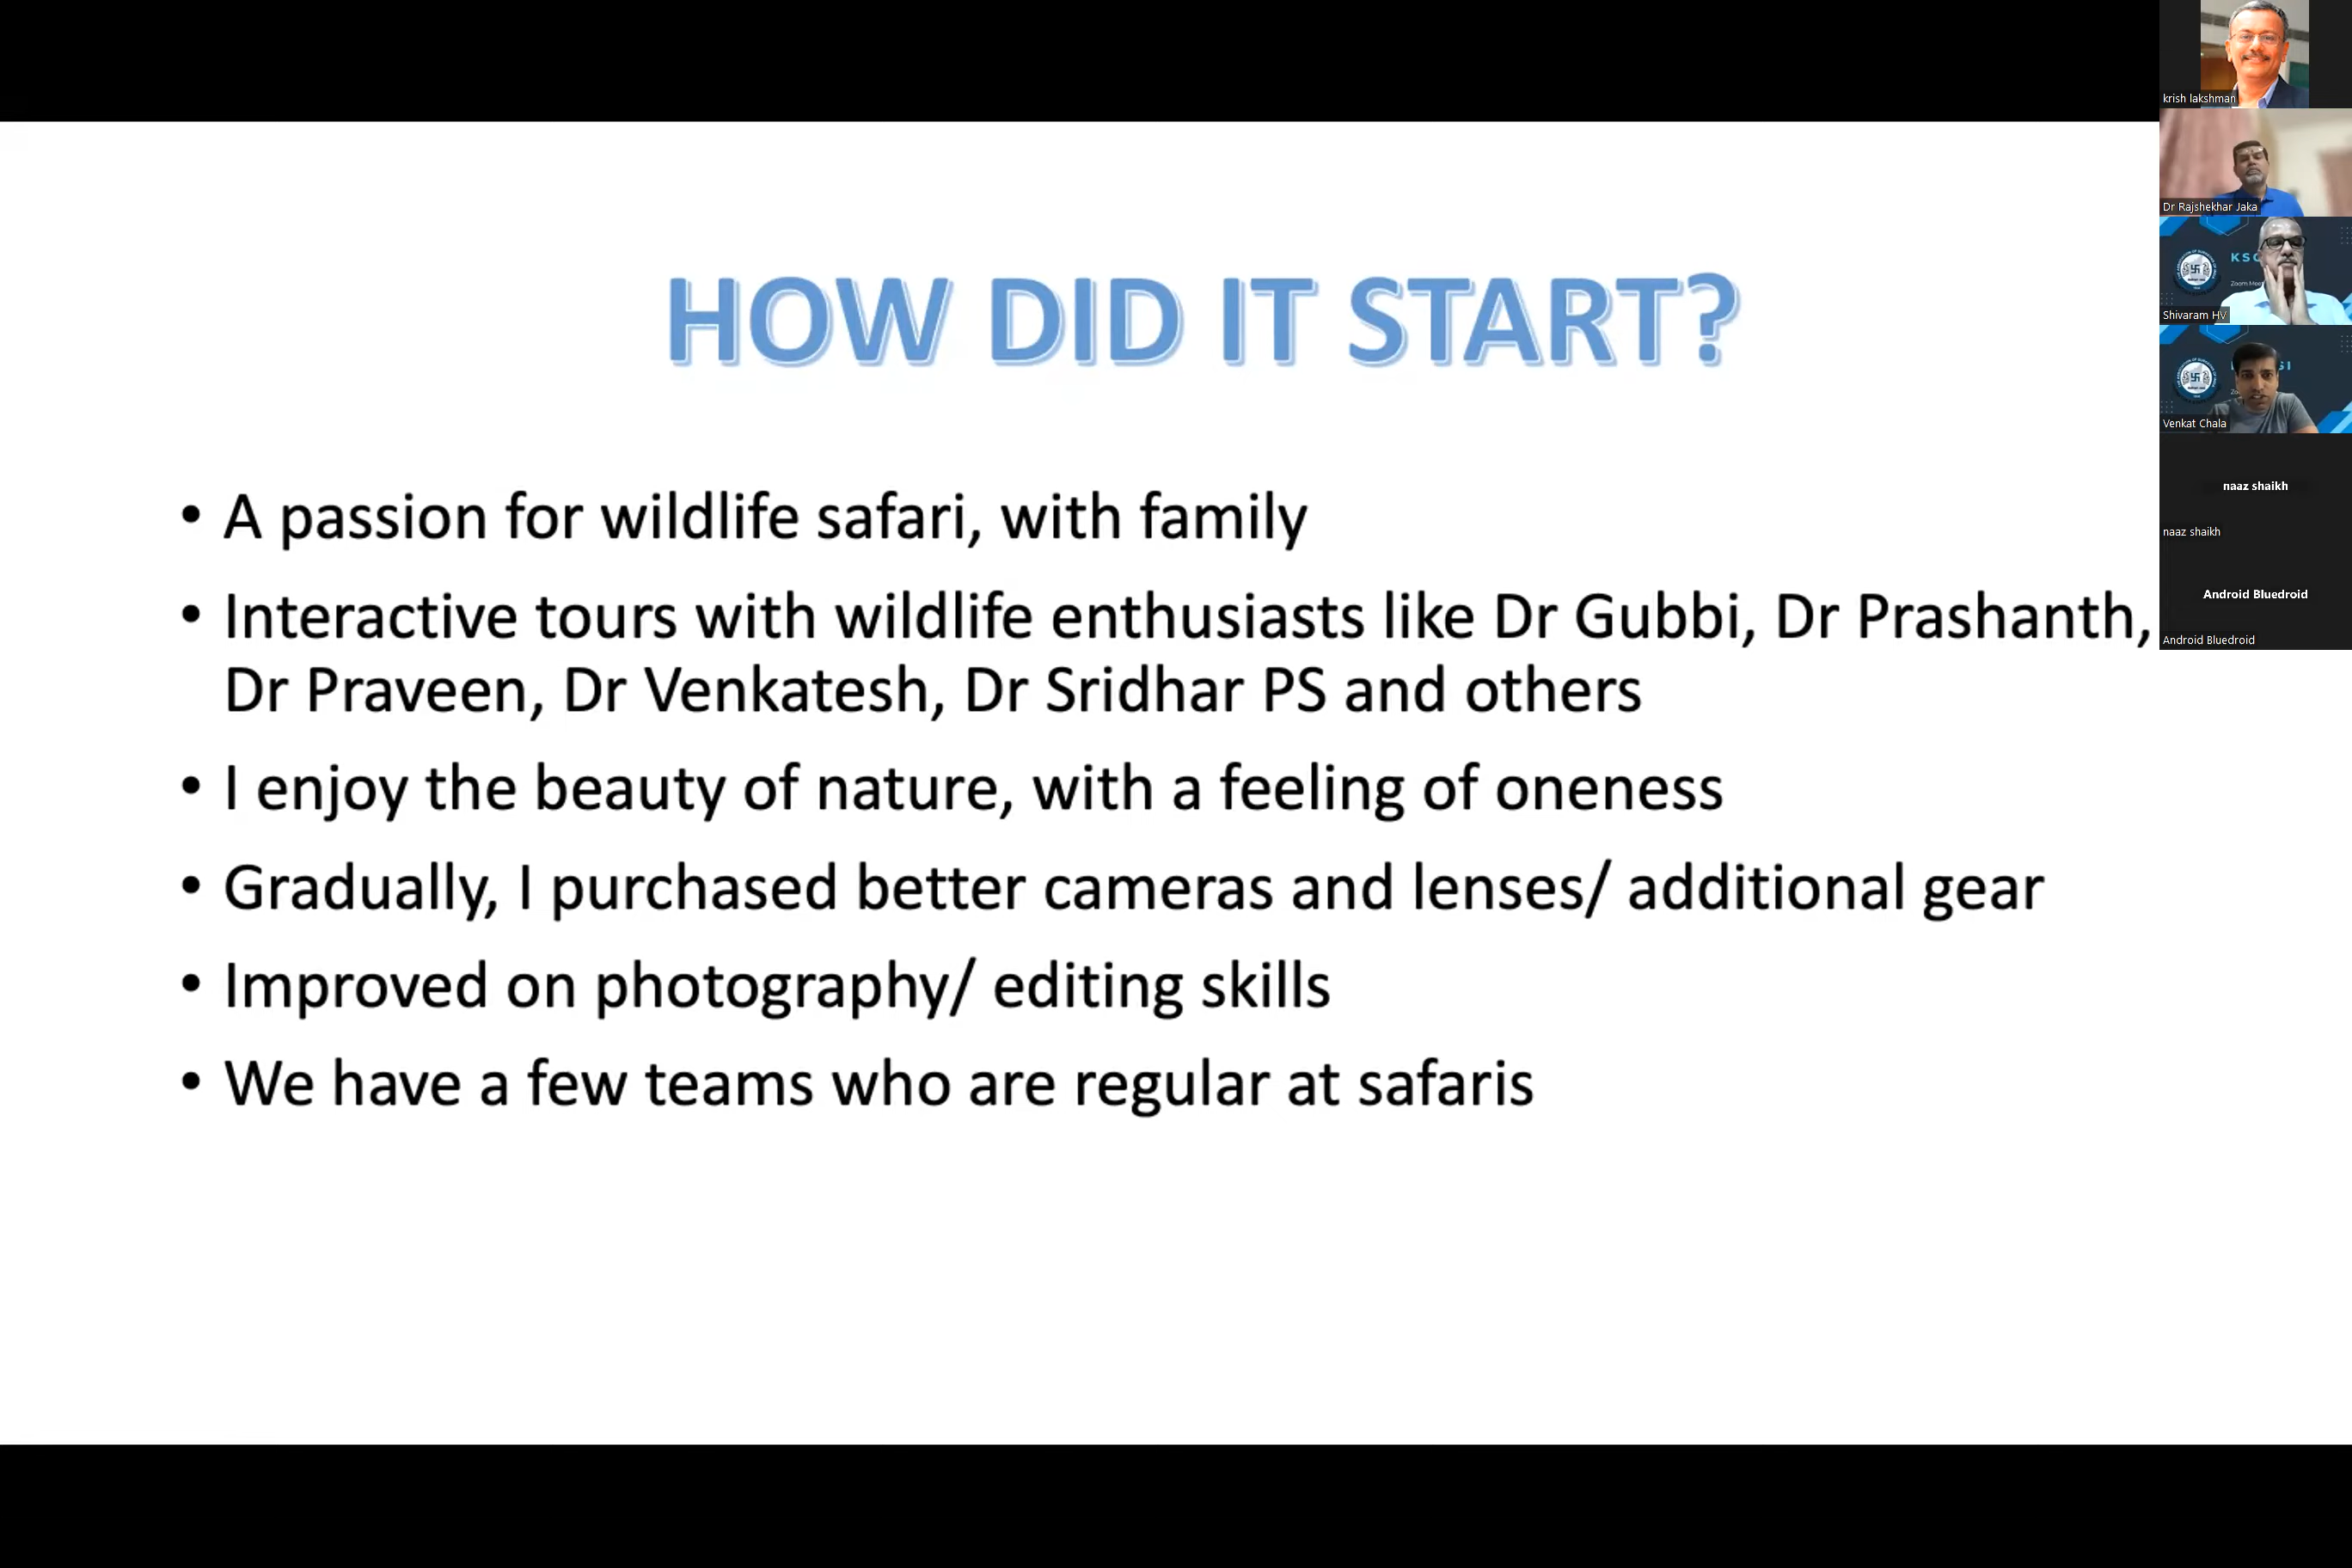 HOW DID IT START?
• A passion for wildlife safari, with family
• Interactive tours with wildlife enthusiasts like Dr Gubbi, Dr Prashanth,
Dr Praveen, Dr Venkatesh, Dr Sridhar PS and others
• I enjoy the beauty of nature, with a feeling of oneness
• Gradually, I purchased better cameras and lenses/ additional gear
• Improved on photography/ editing skills
• We have a few teams who are regular at safaris
krish lakshman
Dr Rajshekhar Jaka
KSC
Zoom Mee
Shivaram HV
SI
Venkat Chala
naaz shaikh
naaz shaikh
Android Bluedroid
Android Bluedroid